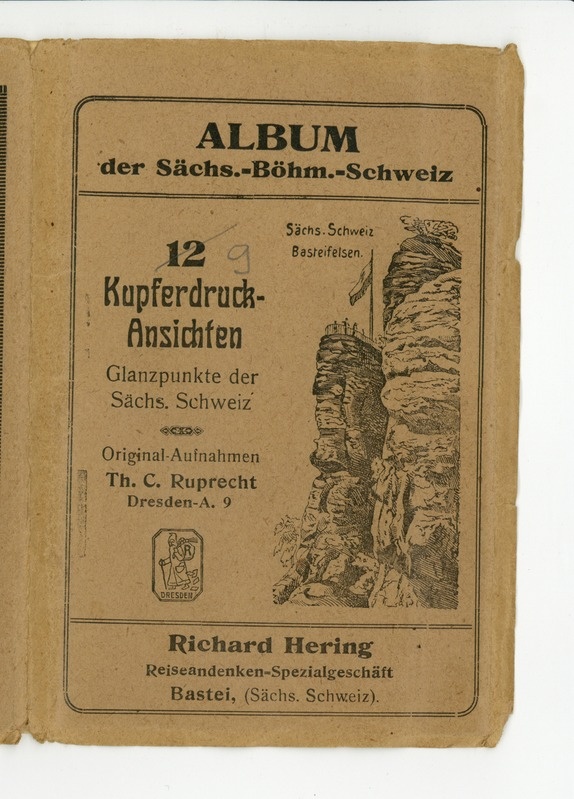 ALBUM
der Sächs.-Böhm.-Schweiz
Sächs. Schweiz
Basteifelsen.
12 9
Kupferdruck-
Ansichten
Glanzpunkte der
Sächs. Schweiz
Original-Aufnahmen
Th. C. Ruprecht
Dresden-A. 9
R
DRESDEN
Richard Hering
Reiseandenken-Spezialgeschäft
Bastei, (Sächs. Schweiz).